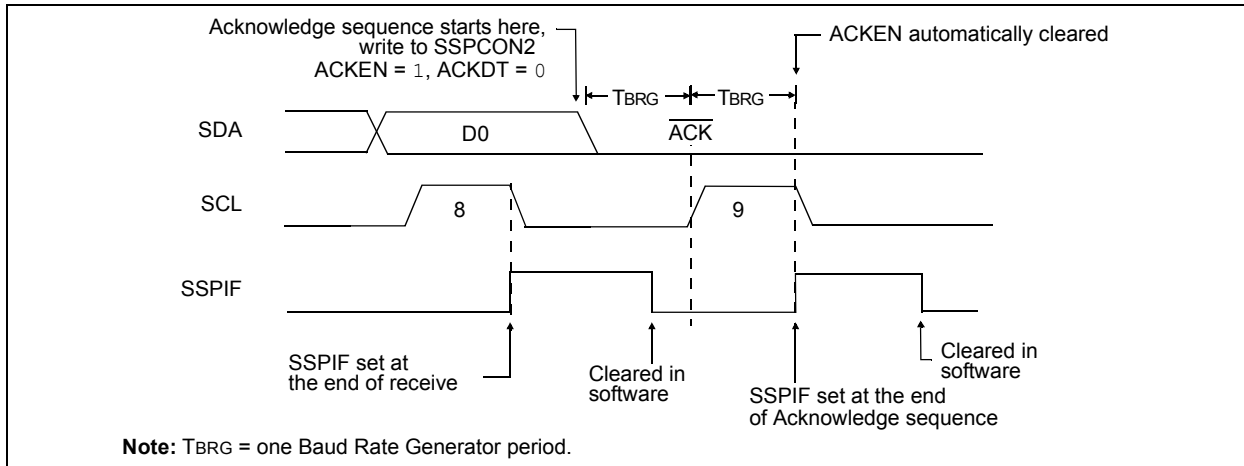 Acknowledge sequence starts here,
write to SSPCON2
ACKEN = 1, ACKDT = 0
ACKEN automatically cleared
TBRG
TBRG
SDA
D0
ACK
SCL
8
9
SSPIF
SSPIF set at
the end of receive
Cleared in
software
SSPIF set at the end
of Acknowledge sequence
Cleared in
software
Note: TBRG = one Baud Rate Generator period.